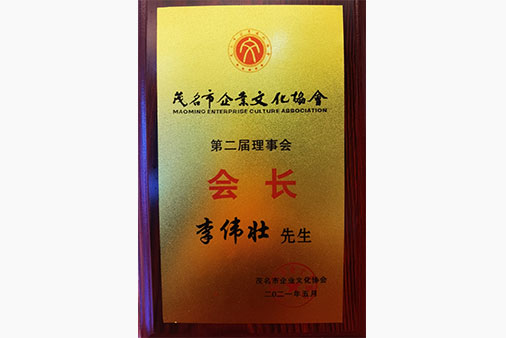 茂名市企業文化協會
MAOMING ENTERPRISE CULTURE ASSOCIATION
第二届理事会
会长
李伟壮 先生
茂名市企业文化协会
二〇二一年五月